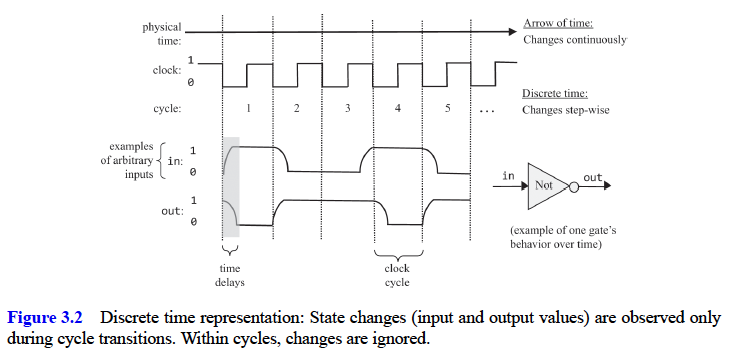 physical
time:
Arrow of time:
Changes continuously
clock:
1
0
Discrete time:
Changes step-wise
cycle:
1 2 3 4 5 ...
examples
of arbitrary
inputs
in:
1
0
in
Not
out
out:
1
0
(example of one gate's
behavior over time)
time
delays
clock
cycle
Figure 3.2 Discrete time representation: State changes (input and output values) are observed only
during cycle transitions. Within cycles, changes are ignored.